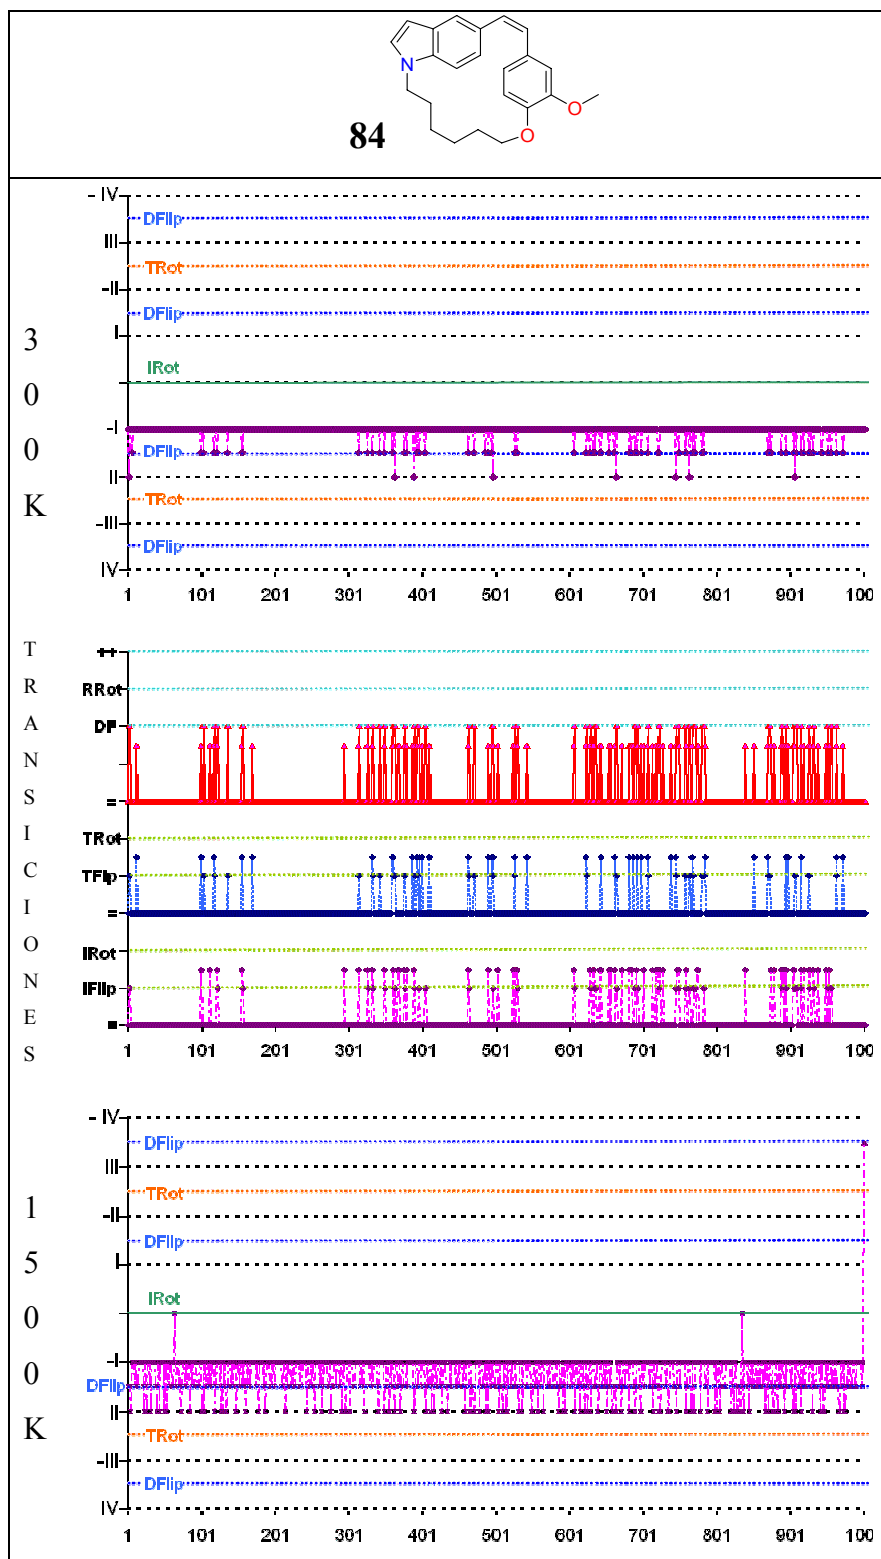 N
O
O
84
3
0
0
K
- IV
DFlip
III
TRot
-II
DFlip
I
IRot
-I
DFlip
II
TRot
-III
DFlip
IV
1 101 201 301 401 501 601 701 801 901 100
T
R
A
N
S
I
C
I
O
N
E
S
++
RRot
DF
=
TRot
TFlip
=
IRot
IFlip
=
1 101 201 301 401 501 601 701 801 901 100
1
5
0
0
K
- IV
DFlip
III
TRot
-II
DFlip
I
IRot
-I
DFlip
II
TRot
-III
DFlip
IV
1 101 201 301 401 501 601 701 801 901 100